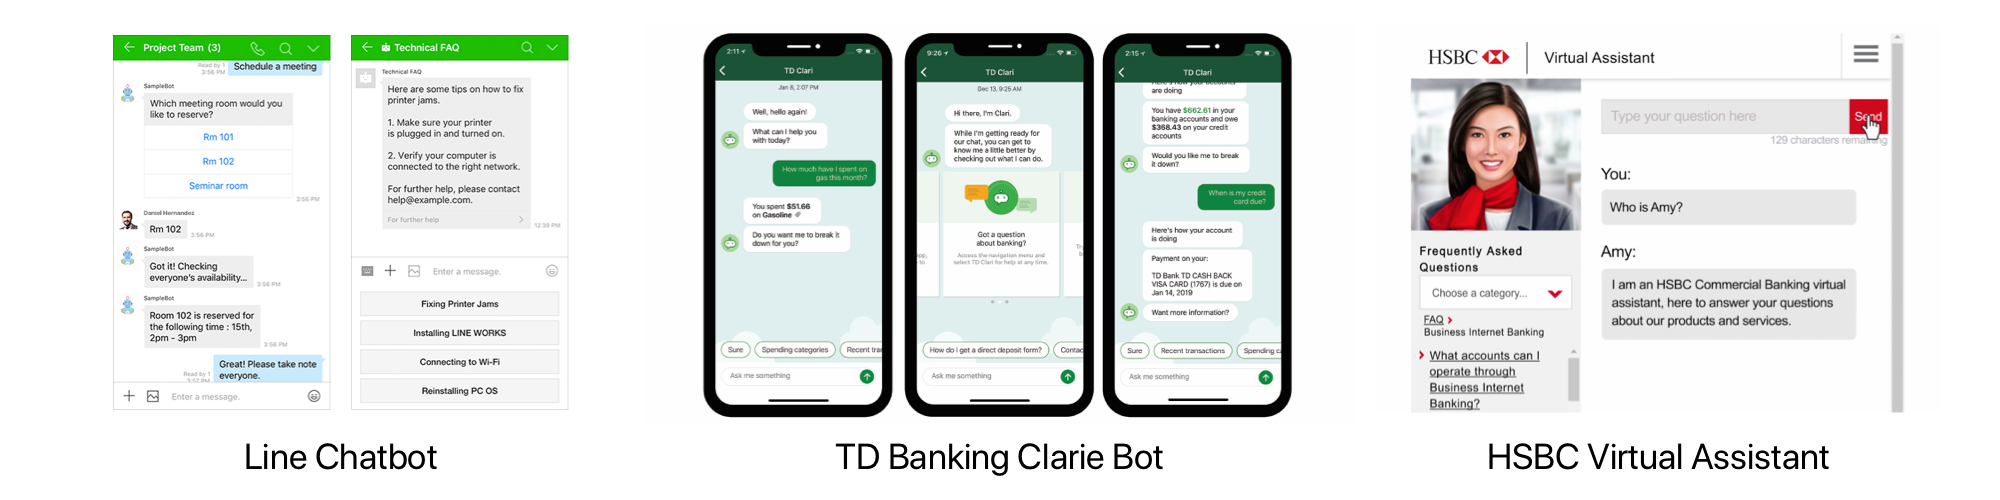 Project Team (3)
Read by 1
3:56 PM
Schedule a meeting
SampleBot
Which meeting room would you
like to reserve?
Rm 101
Rm 102
Seminar room
3:56 PM
Daniel Hernandez
Rm 102
3:56 PM
SampleBot
Got it! Checking
everyone's availability...
3:56 PM
SampleBot
Room 102 is reserved for
the following time : 15th,
2pm - 3pm
3:56 PM
Great! Please take note
everyone.
Read by 1
3:57 PM
Enter a message.
Technical FAQ
Technical FAQ
Here are some tips on how to fix
printer jams.
1. Make sure your printer
is plugged in and turned on.
2. Verify your computer is
connected to the right network.
For further help, please contact
help@example.com.
For further help
12:39 PM
Enter a message.
Fixing Printer Jams
Installing LINE WORKS
Connecting to Wi-Fi
Reinstalling PC OS
Line Chatbot
2:11
TD Clari
Jan 8, 2:07 PM
Well, hello again!
What can I help you
with today?
How much have I spent on
gas this month?
You spent $51.66
on Gasoline
Do you want me to break it
down for you?
Sure
Spending categories
Recent tra
Ask me something
9:26
TD Clari
Dec 13, 9:25 AM
Hi there, I'm Clari.
While I'm getting ready for
our chat, you can get to
know me a little better by
checking out what I can do.
Got a question
about banking?
Access the navigation menu and
select TD Clari for help at any time.
How do I get a direct deposit form?
Contac
Ask me something
2:15
TD Clari
Here's how your accounts
are doing
You have $662.61 in your
banking accounts and owe
$368.43 on your credit
accounts
Would you like me to break
it down?
When is my credit
card due?
Here's how your account
is doing
Payment on your:
TD Bank TD CASH BACK
VISA CARD (1767) is due on
Jan 14, 2019
Want more information?
Sure
Recent transactions
Spending ca
Ask me something
TD Banking Clarie Bot
HSBC
Virtual Assistant
Type your question here
Send
129 characters remaining
You:
Who is Amy?
Amy:
I am an HSBC Commercial Banking virtual
assistant, here to answer your questions
about our products and services.
Frequently Asked
Questions
Choose a category...
FAQ
Business Internet Banking
What accounts can I
operate through
Business Internet
Banking?
HSBC Virtual Assistant